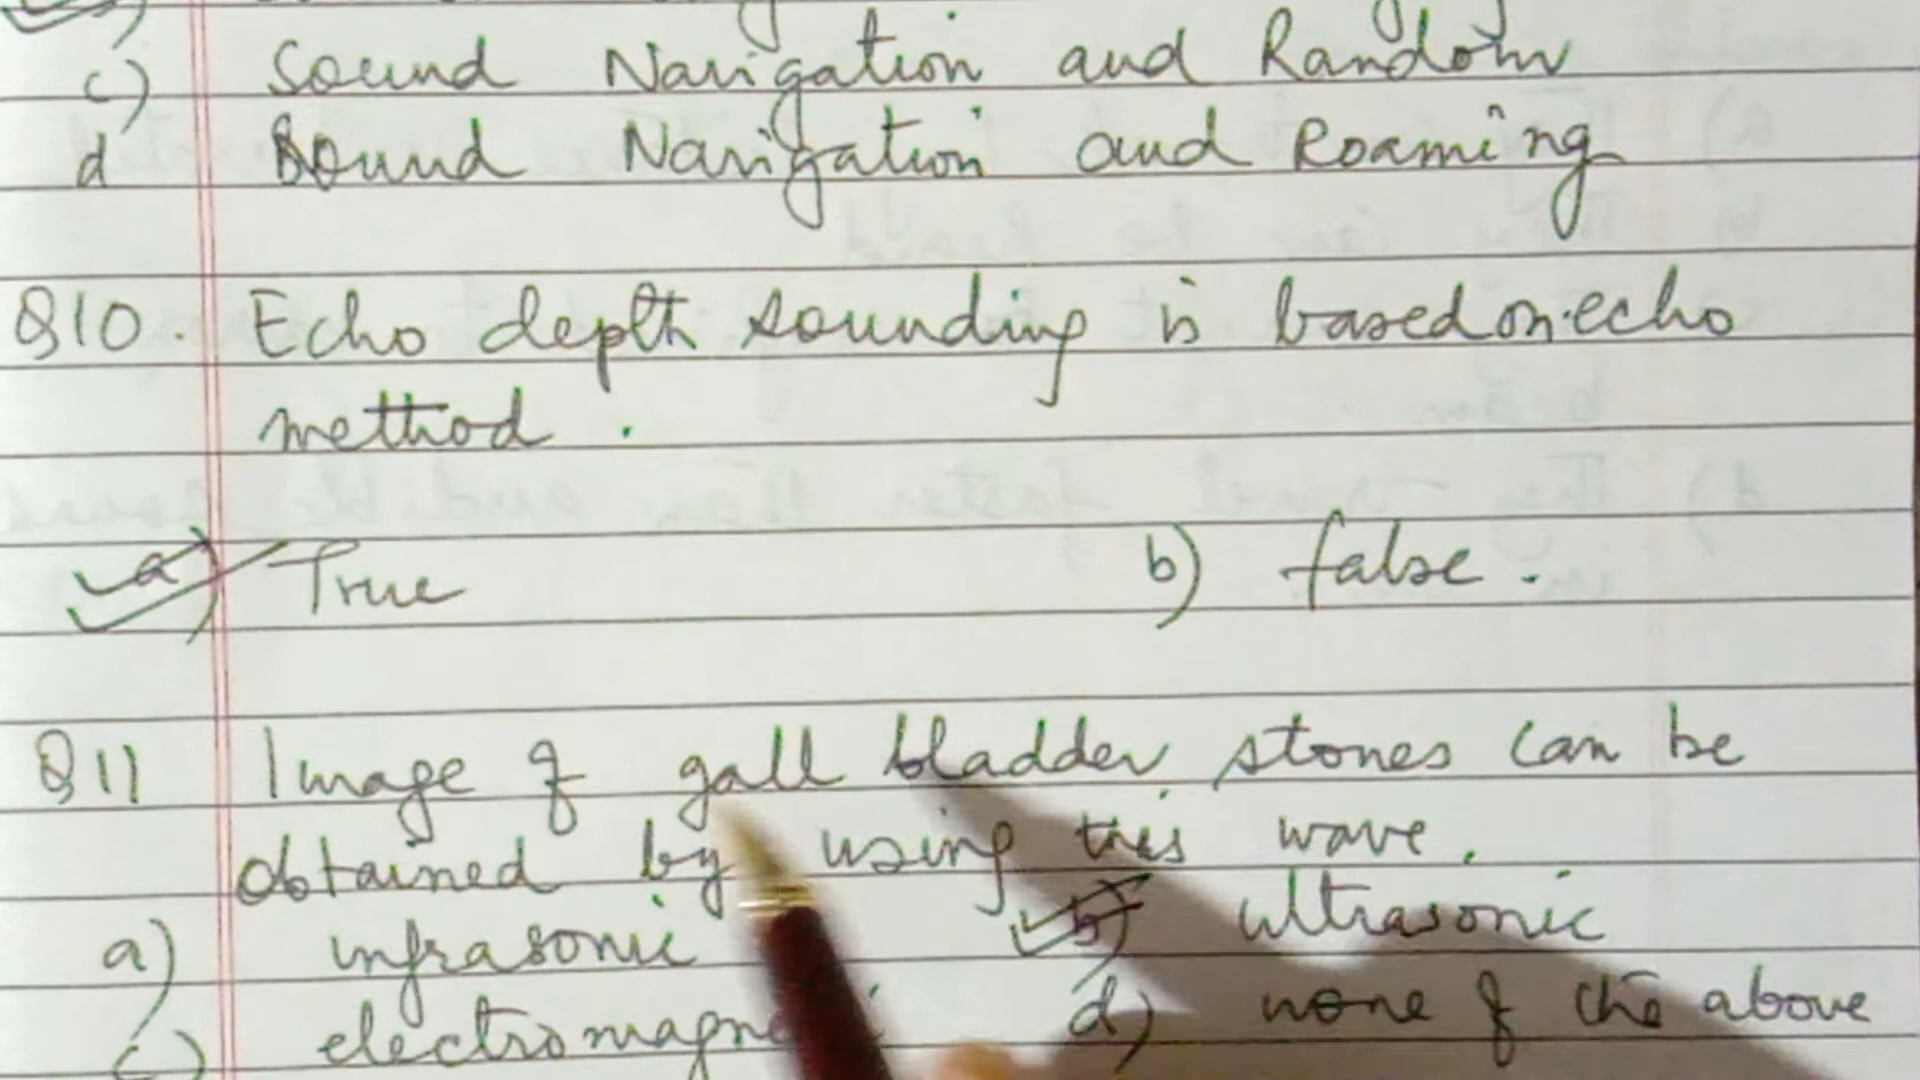 c) Sound Navigation and Random
d Bound Navigation and Roaming
Q10. Echo depth sounding is based on echo
method.
a) True b) false.
Q11 Image of gall bladder stones can be
obtained by using this wave.
a) infrasonic b) ultrasonic
c) d) none of the above